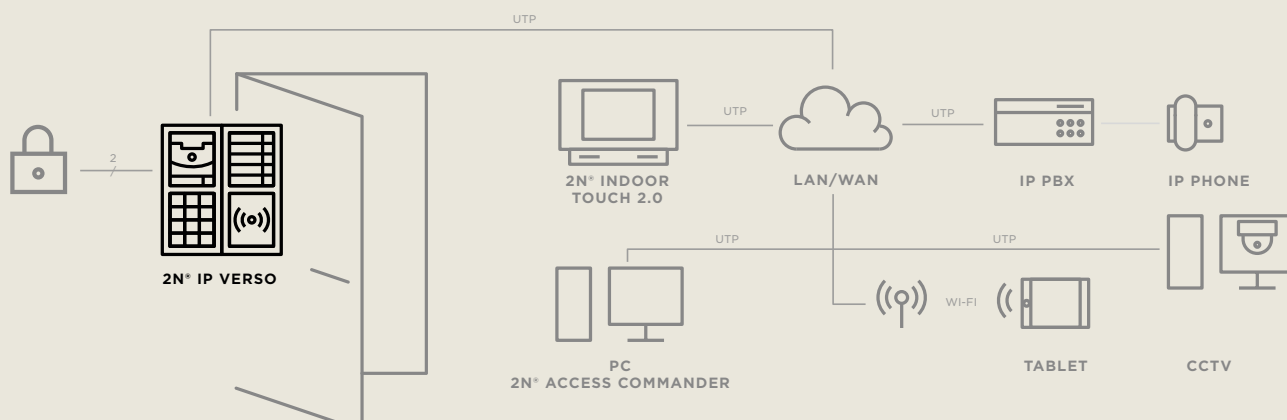 UTP
UTP
UTP
2
2N® INDOOR
TOUCH 2.0
LAN/WAN
IP PBX
IP PHONE
UTP
UTP
2N® IP VERSO
WI-FI
PC
2N® ACCESS COMMANDER
TABLET
CCTV